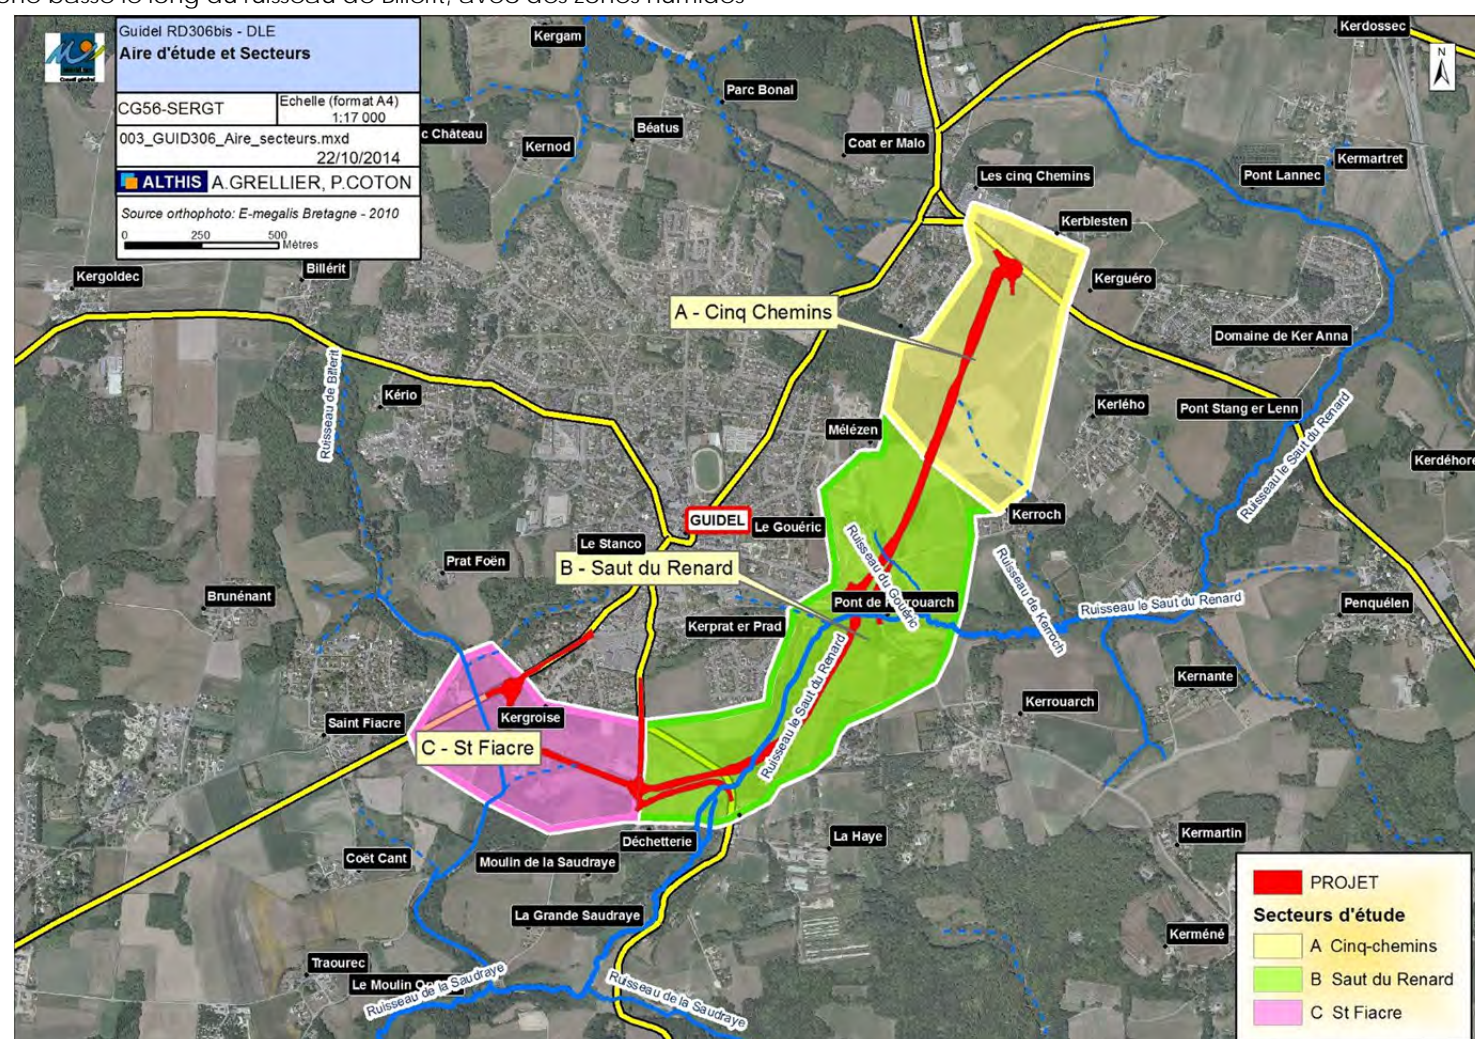 Guidel RD306bis - DLE
Aire d'étude et Secteurs
CG56-SERGT
Echelle (format A4)
1:17 000
003_GUID306_Aire_secteurs.mxd
22/10/2014
ALTHIS A.GRELLIER, P.COTON
Source orthophoto: E-megalis Bretagne - 2010
0 250 500
Mètres
N
Kergam
Kerdossec
Parc Bonal
Château
Béatus
Kernod
Coat er Malo
Kermartret
Les cinq Chemins
Pont Lannec
Kerblesten
Kergoldec
Billérit
Kerguéro
A - Cinq Chemins
Domaine de Ker Anna
Ruisseau de Billerit
Kério
Kerlého
Pont Stang er Lenn
Mélézen
Ruisseau le Saut du Renard
Kerdéhore
GUIDEL
Le Gouéric
Kerroch
Le Stanco
Prat Foën
B - Saut du Renard
Ruisseau du Gouéric
Ruisseau de Kerroch
Brunénant
Pont de
Ruisseau le Saut du Renard
Penquélen
Kerprat er Prad
Ruisseau le Saut du Renard
Kernante
Saint Fiacre
Kergroise
Kerrouarch
C - St Fiacre
Déchetterie
La Haye
Kermartin
Coët Cant
Moulin de la Saudraye
La Grande Saudraye
Kerméné
Traourec
Le Moulin
Ruisseau de la Saudraye
Ruisseau de la Saudraye
PROJET
Secteurs d'étude
A Cinq-chemins
B Saut du Renard
C St Fiacre